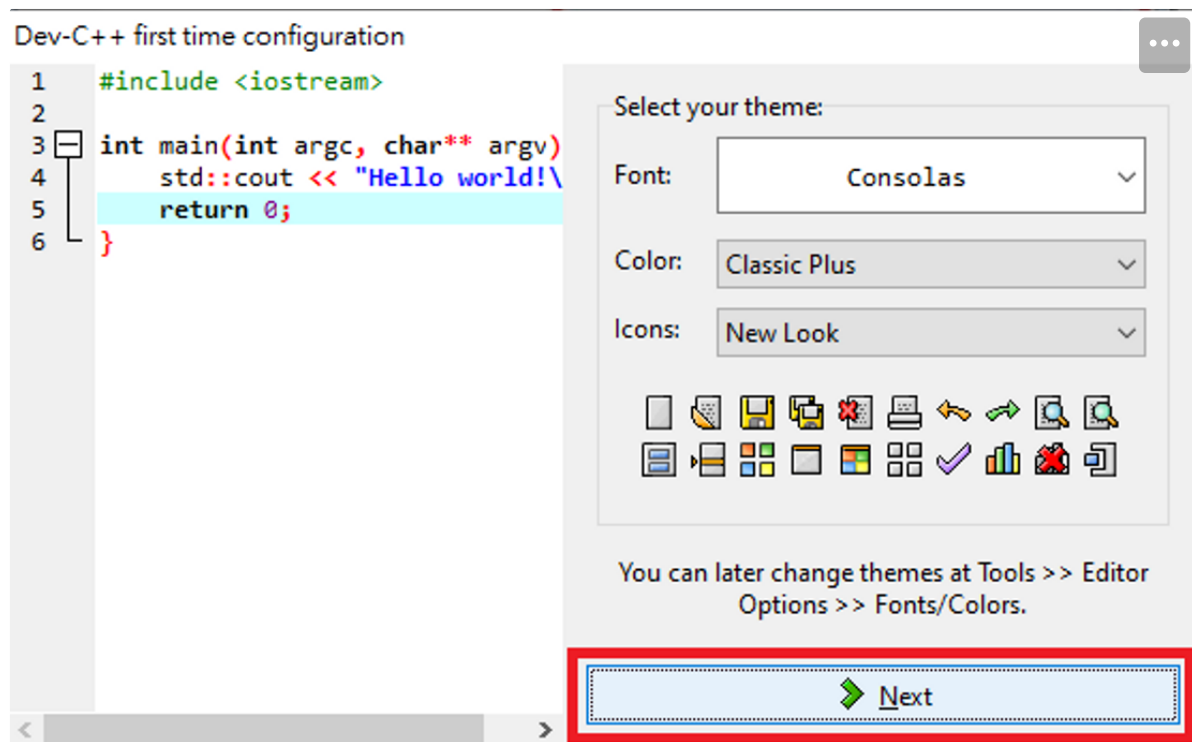 Dev-C++ first time configuration
1 #include <iostream>
2
3 int main(int argc, char** argv)
4 std::cout << "Hello world!\
5 return 0;
6 }
Select your theme:
Font: Consolas
Color: Classic Plus
Icons: New Look
You can later change themes at Tools >> Editor
Options >> Fonts/Colors.
Next